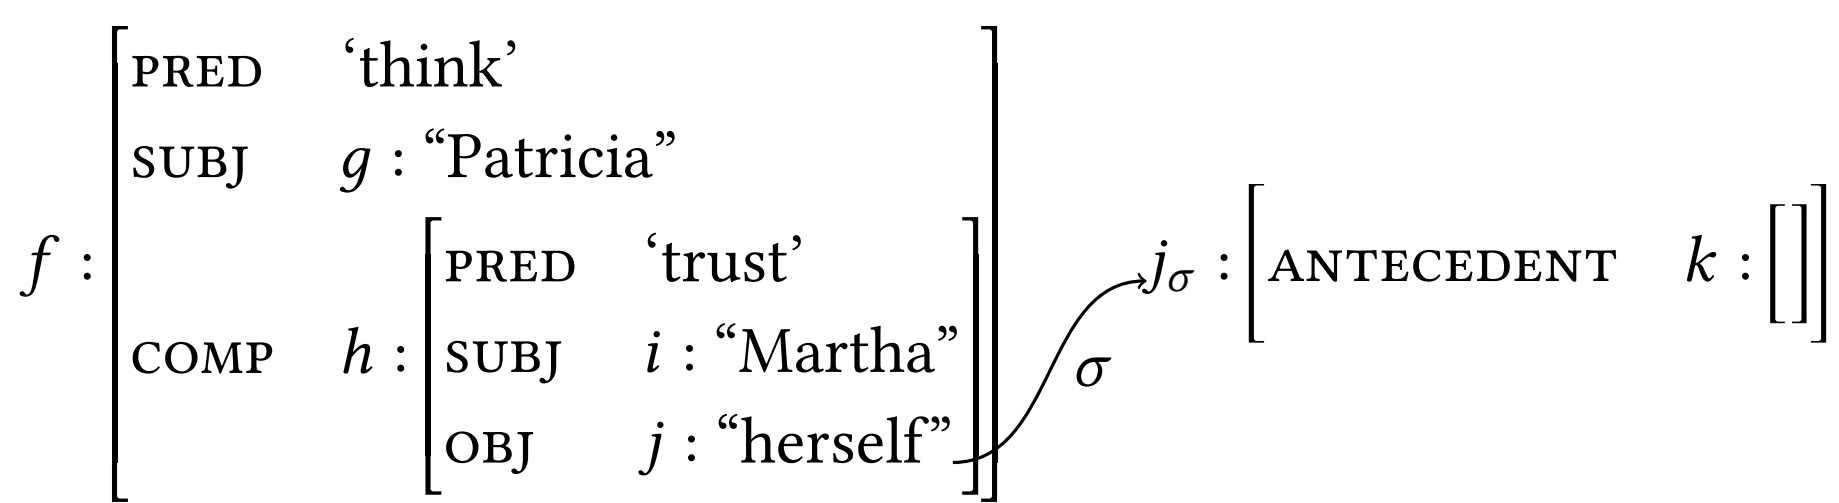 PRED ‘think’
SUBJ g : “Patricia”
f :
COMP h :
PRED ‘trust’
SUBJ i : “Martha”
OBJ j : “herself”
σ
jσ : [ANTECEDENT k : [ ]]